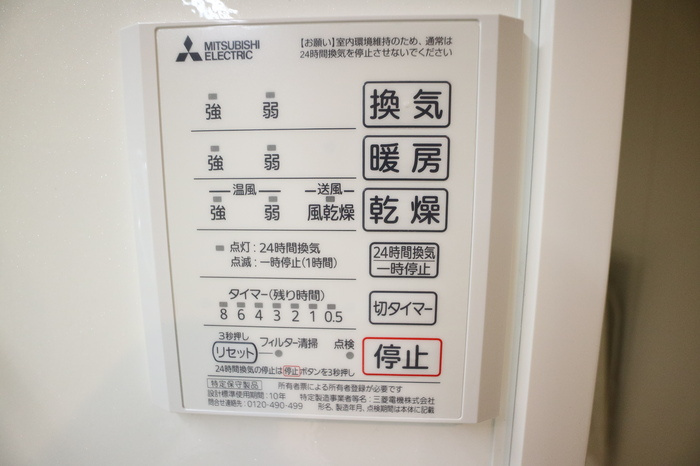 MITSUBISHI
ELECTRIC
【お願い】室内環境維持のため、通常は
24時間換気を停止させないでください
強 弱 換気
強 弱 暖房
温風 送風
強 弱 風乾燥 乾燥
点灯:24時間換気
点滅:一時停止(1時間)
24時間換気
一時停止
タイマー(残り時間)
8 6 4 3 2 1 0.5
切タイマー
3秒押し
リセット フィルター清掃 点検
停止
24時間換気の停止は停止ボタンを3秒押し
特定保守製品 所有者票による所有者登録が必要です
設計標準使用期間:10年 特定製造事業者等名:三菱電機株式会社
問合せ連絡先:0120-490-499 形名、製造年月、点検期間は本体に記載